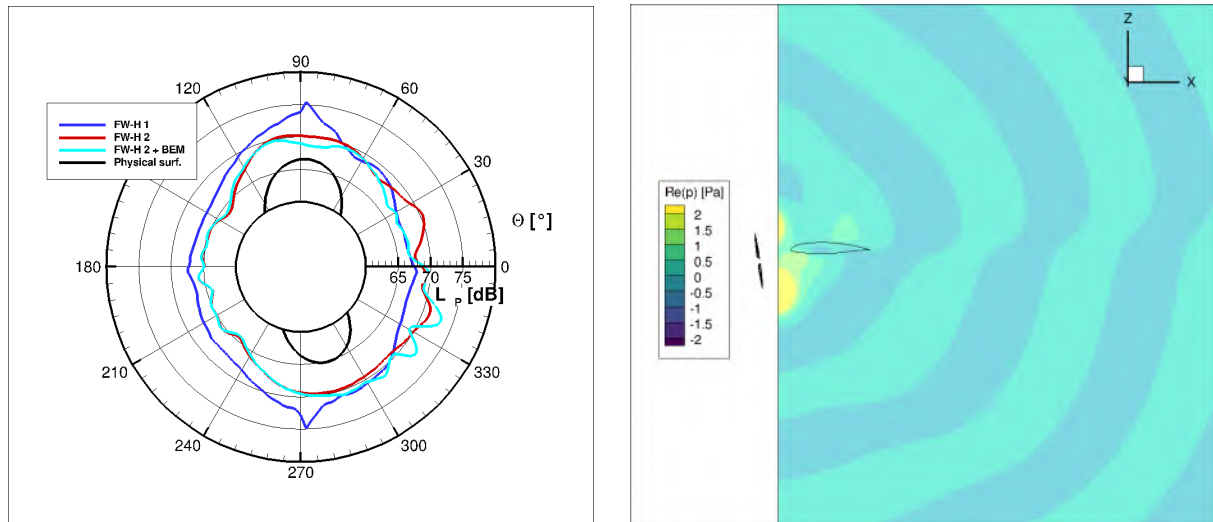 90
120
60
FW-H 1
FW-H 2
FW-H 2 + BEM
Physical surf.
30
Θ [°]
180
65 70 75
0
L P [dB]
210
330
240
300
270
Z
X
Re(p) [Pa]
2
1.5
1
0.5
0
-0.5
-1
-1.5
-2